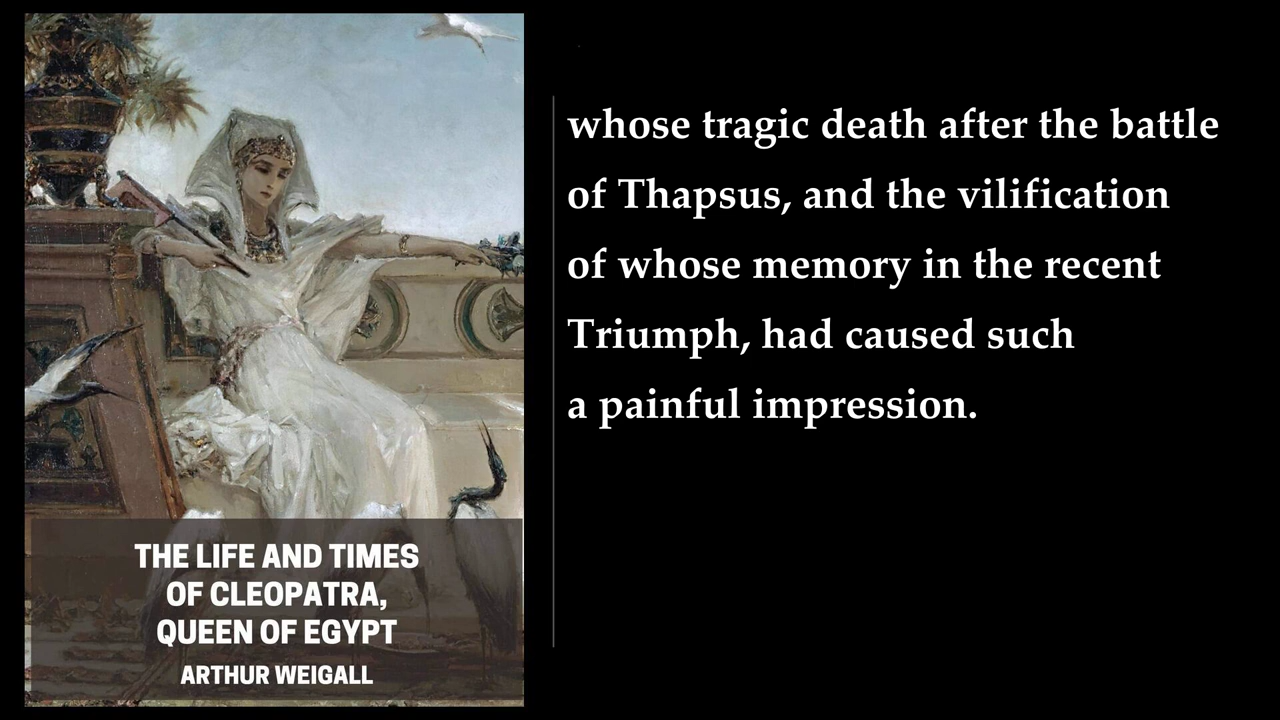 THE LIFE AND TIMES
OF CLEOPATRA,
QUEEN OF EGYPT
ARTHUR WEIGALL
whose tragic death after the battle
of Thapsus, and the vilification
of whose memory in the recent
Triumph, had caused such
a painful impression.